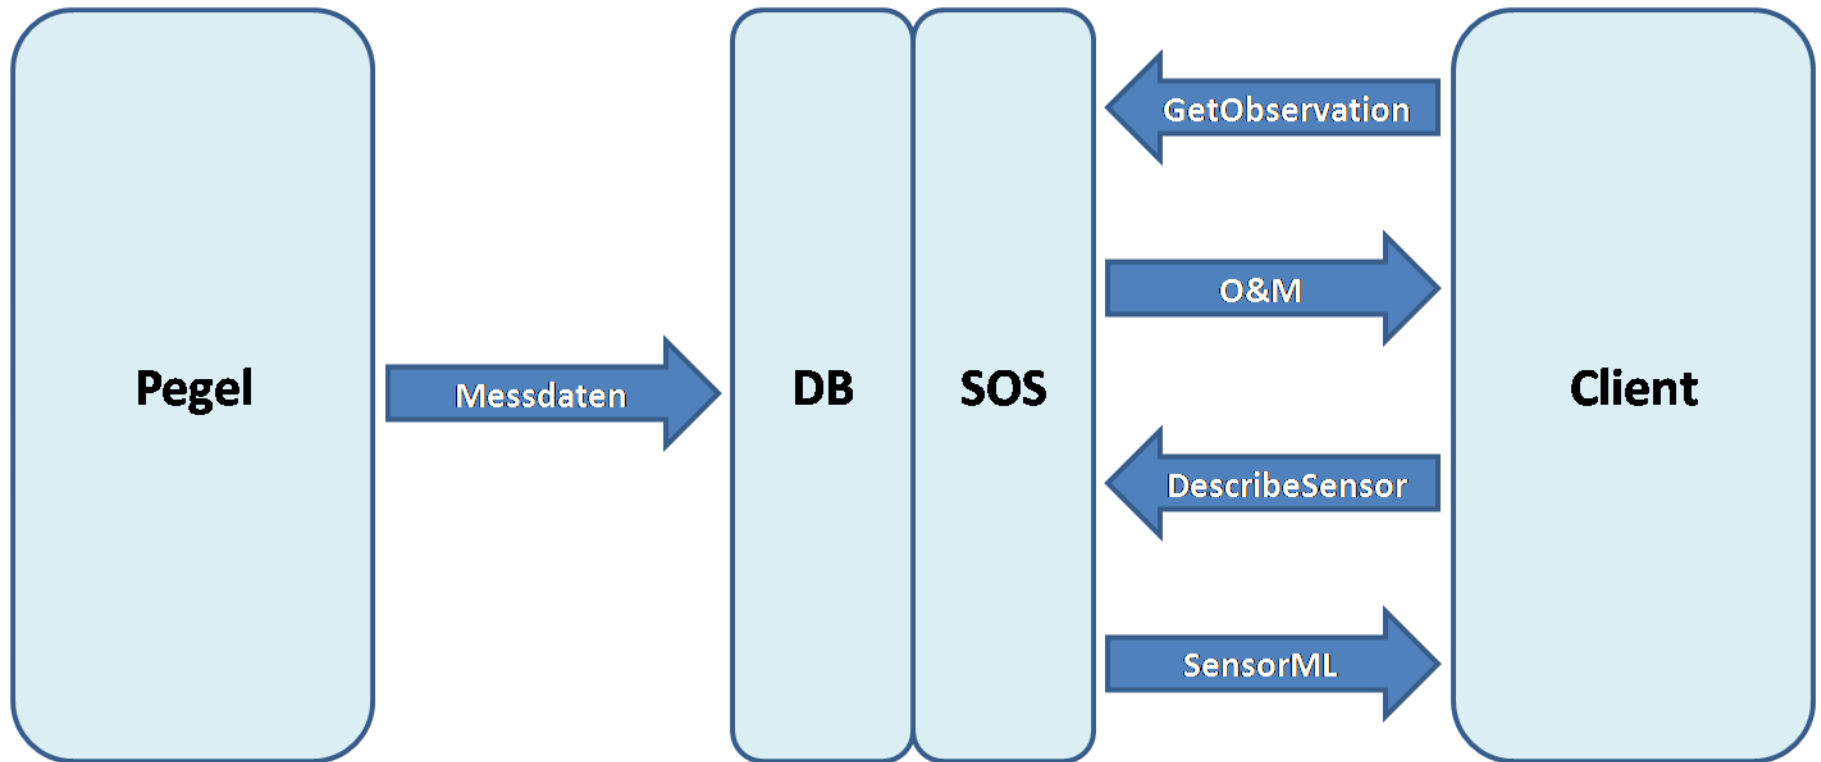 Pegel
Messdaten
DB
SOS
GetObservation
O&M
DescribeSensor
SensorML
Client